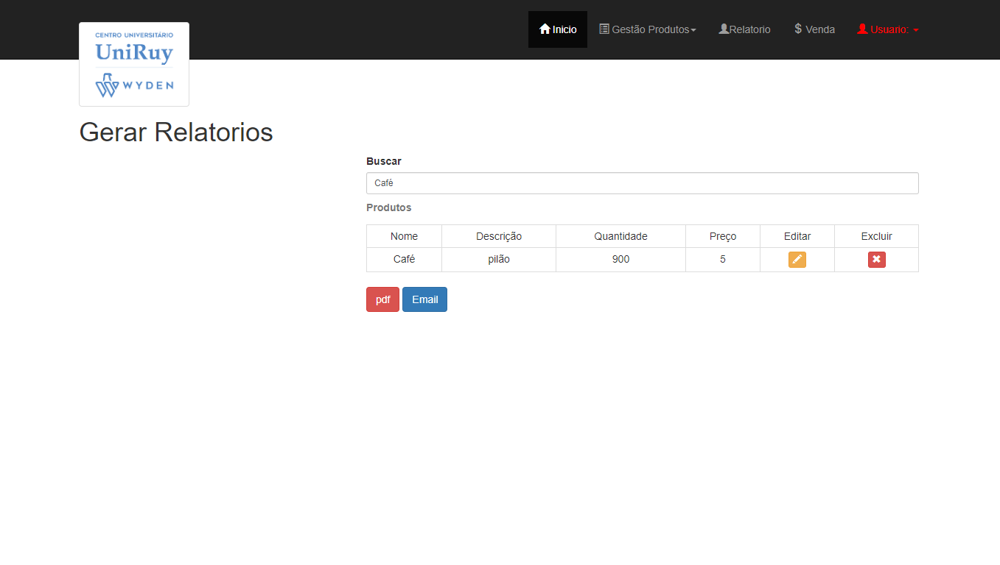 Inicio Gestão Produtos Relatorio $ Venda Usuario:
CENTRO UNIVERSITÁRIO
UniRuy
WYDEN
Gerar Relatorios
Buscar
Café
Produtos
Nome Descrição Quantidade Preço Editar Excluir
Café pilão 900 5
pdf Email